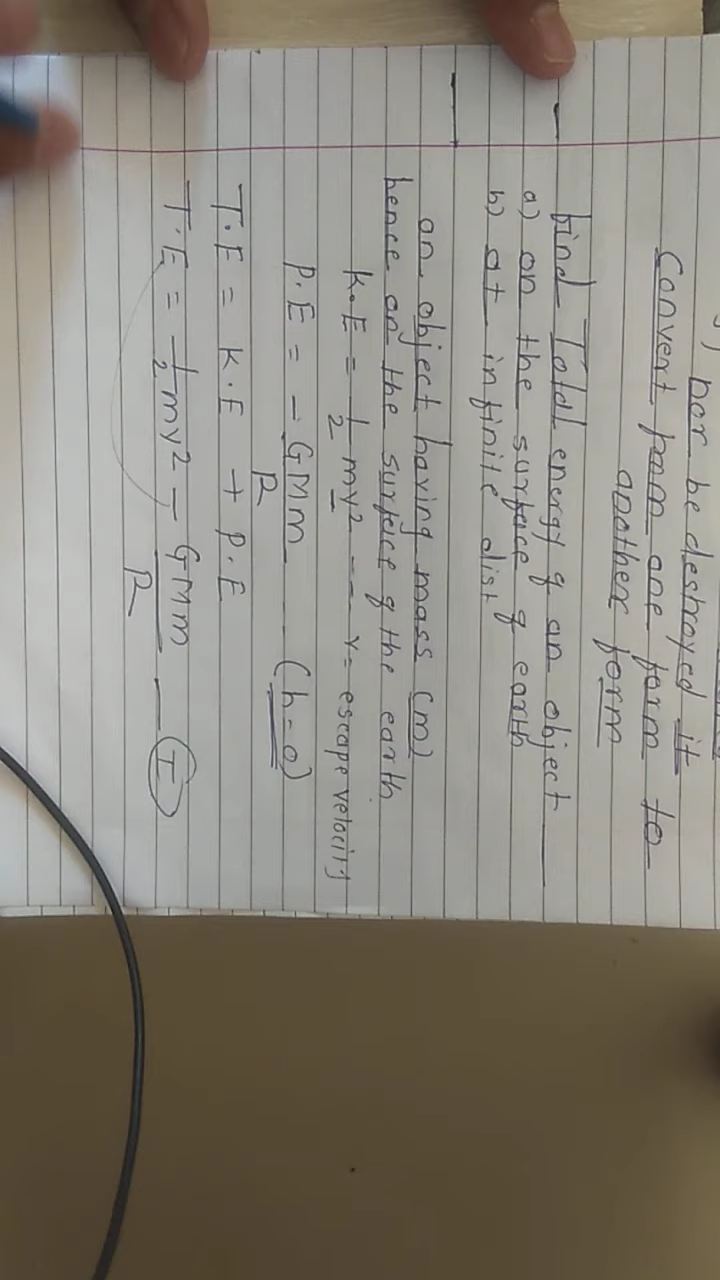 nor be destroyed it
Convert from one form to
another form
find Total energy of an object
a) on the surface of earth
b) at infinite dist
an object having mass (m)
hence on the surface of the earth
K.E = 1/2 mv² -- v = escape velocity
P.E = - GMm/R -- (h=0)
T.E = K.E + P.E
T.E = 1/2 mv² - GMm/R -- I